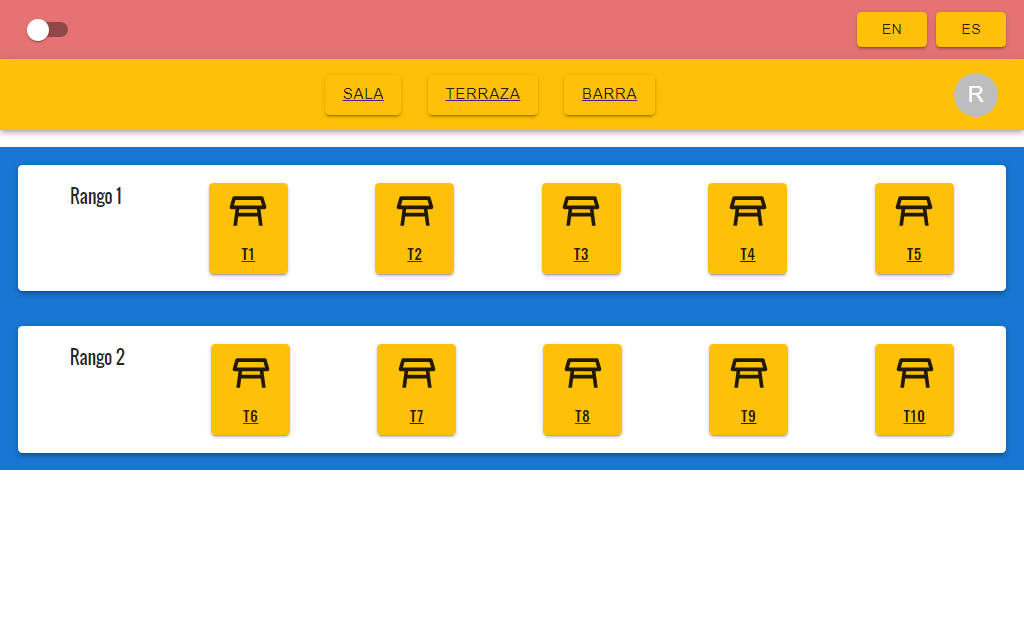 EN ES
SALA TERRAZA BARRA R
Rango 1
T1 T2 T3 T4 T5
Rango 2
T6 T7 T8 T9 T10